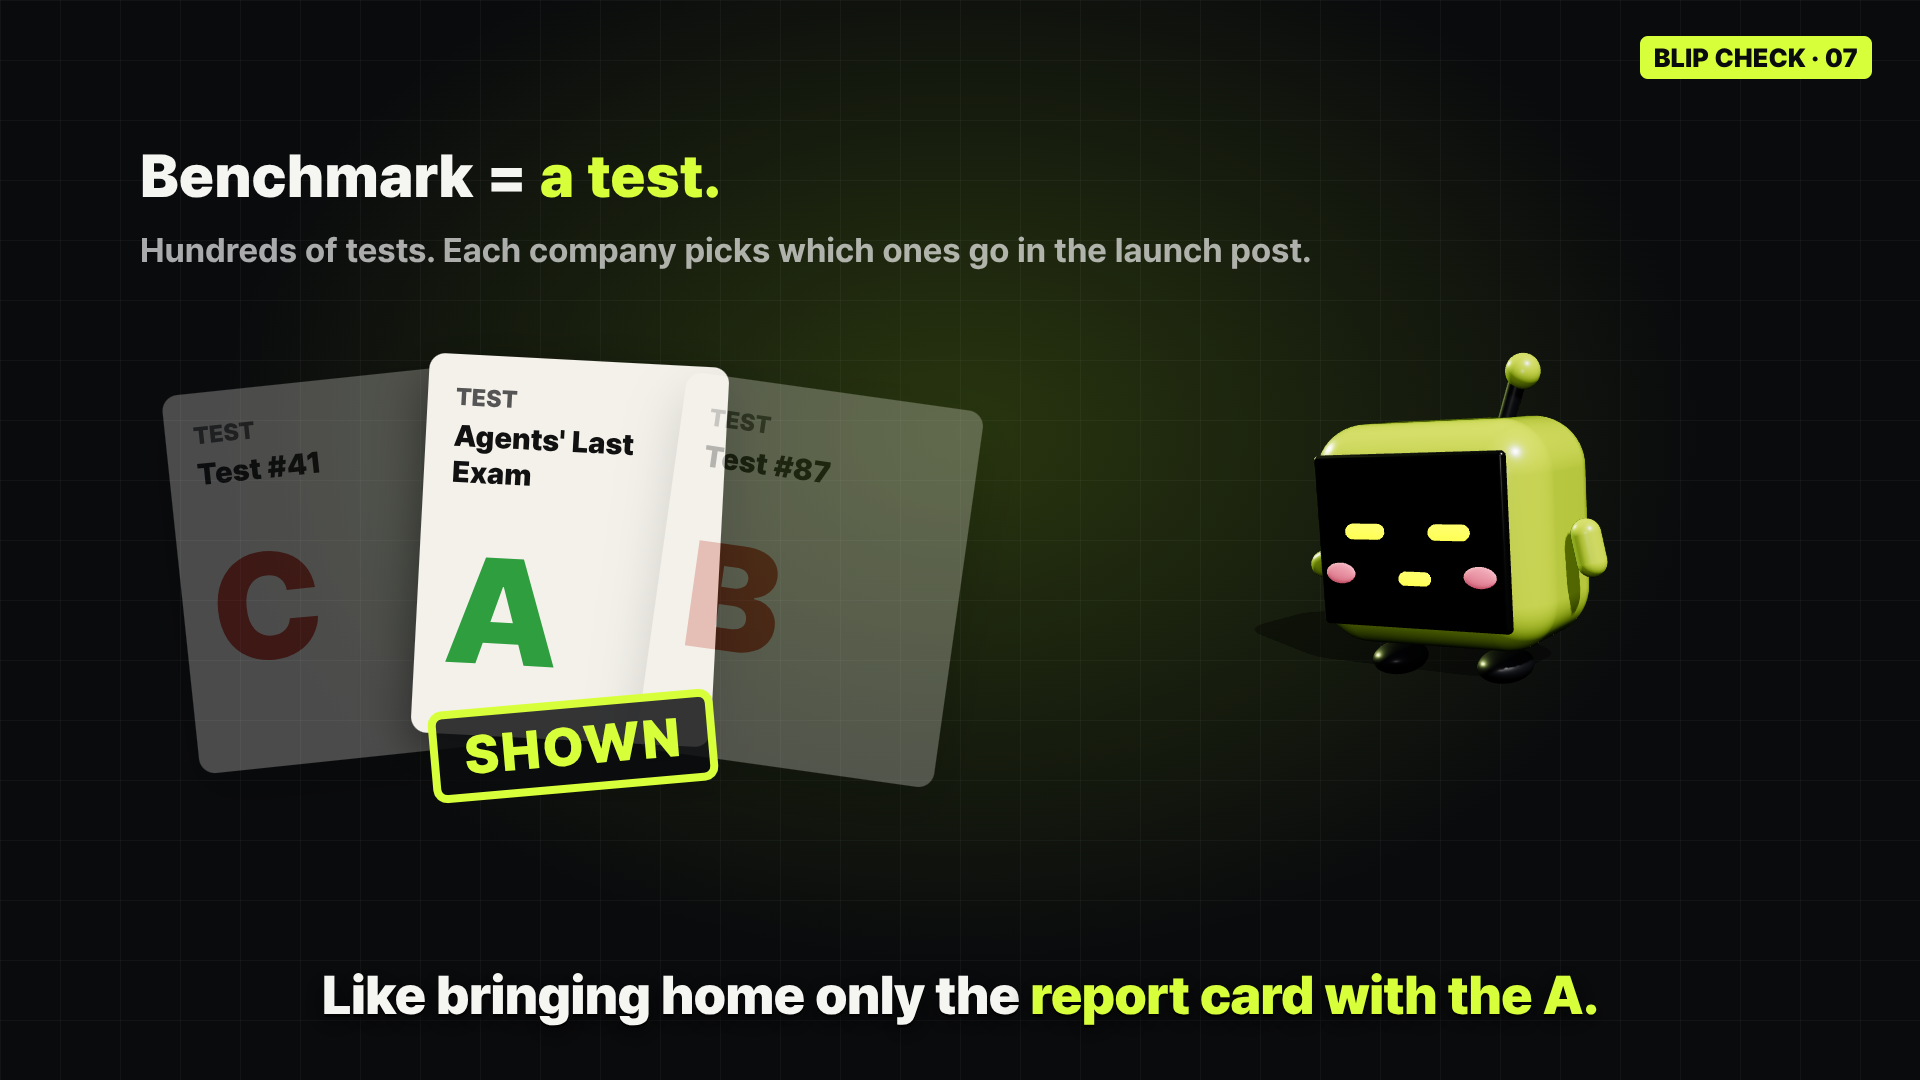 BLIP CHECK · 07
Benchmark = a test.
Hundreds of tests. Each company picks which ones go in the launch post.
TEST
Test #41
C
TEST
Agents' Last
Exam
A
SHOWN
TEST
Test #87
B
Like bringing home only the report card with the A.